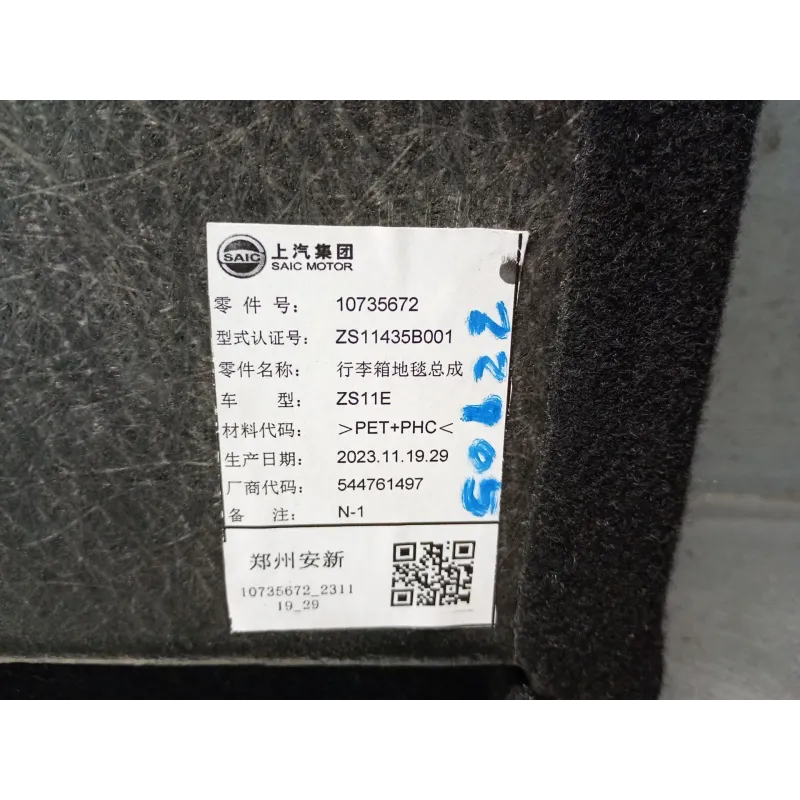 SAIC
上汽集团
SAIC MOTOR
零件号: 10735672
型式认证号: ZS11435B001
零件名称: 行李箱地毯总成
车型: ZS11E
材料代码: >PET+PHC<
生产日期: 2023.11.19.29
厂商代码: 544761497
备注: N-1
郑州安新
10735672_2311
19_29